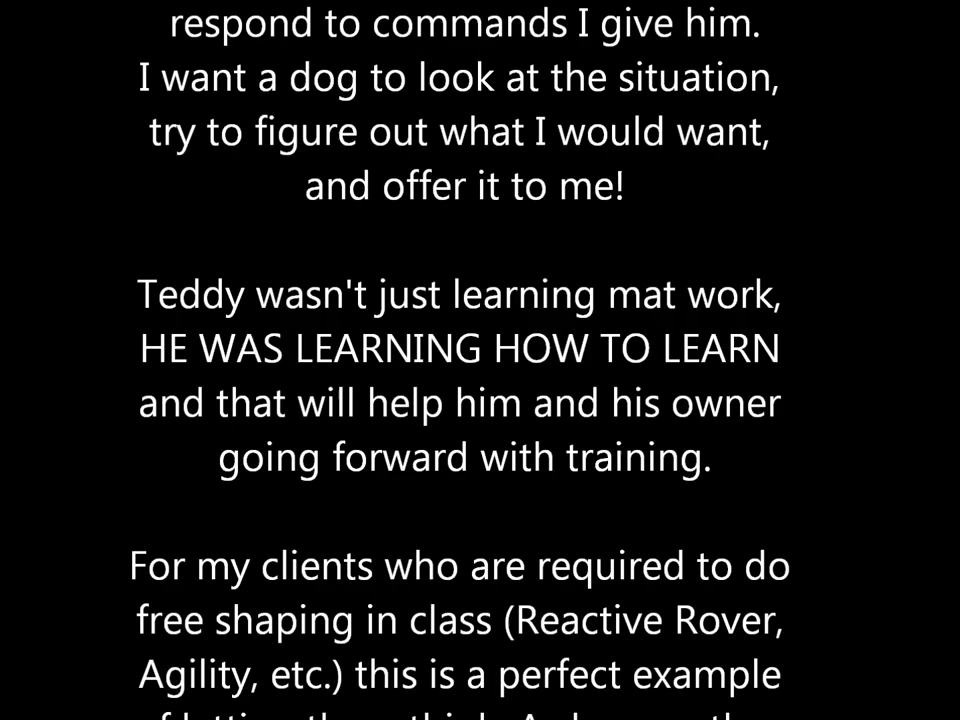 respond to commands I give him.
I want a dog to look at the situation,
try to figure out what I would want,
and offer it to me!
Teddy wasn't just learning mat work,
HE WAS LEARNING HOW TO LEARN
and that will help him and his owner
going forward with training.
For my clients who are required to do
free shaping in class (Reactive Rover,
Agility, etc.) this is a perfect example